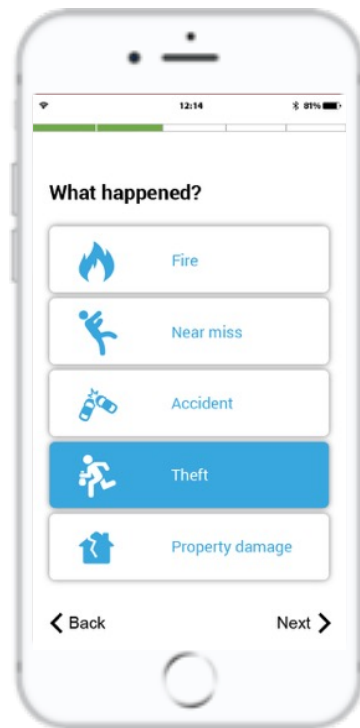 12:14
81%
What happened?
Fire
Near miss
Accident
Theft
Property damage
Back
Next